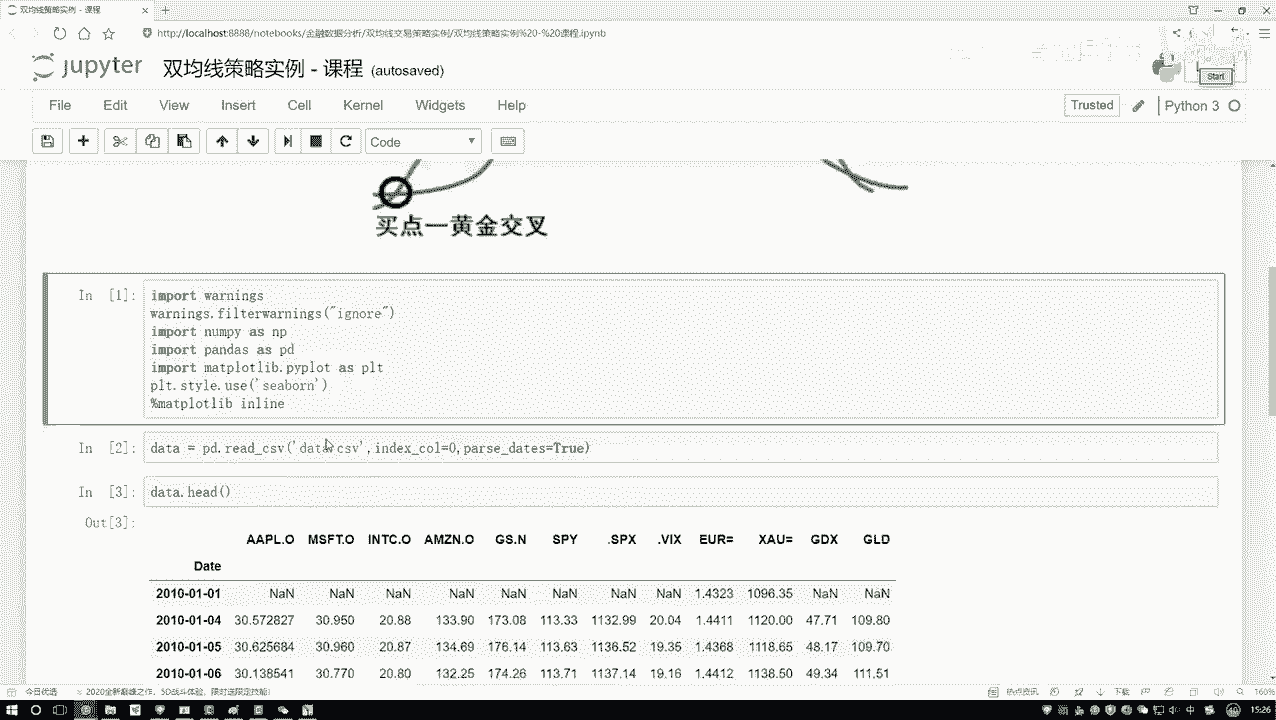 双均线策略实例 - 课程
http://localhost:8888/notebooks/金融数据分析/双均线交易策略实例/双均线策略实例%20-%20课程.ipynb
jupyter 双均线策略实例 - 课程 (autosaved)
Start
File Edit View Insert Cell Kernel Widgets Help
Trusted Python 3
Code
买点—黄金交叉
In [1]: import warnings
warnings.filterwarnings("ignore")
import numpy as np
import pandas as pd
import matplotlib.pyplot as plt
plt.style.use('seaborn')
%matplotlib inline
In [2]: data = pd.read_csv('data.csv',index_col=0,parse_dates=True)
In [3]: data.head()
Out[3]:
AAPL.O MSFT.O INTC.O AMZN.O GS.N SPY .SPX .VIX EUR= XAU= GDX GLD
Date
2010-01-01 NaN NaN NaN NaN NaN NaN NaN NaN 1.4323 1096.35 NaN NaN
2010-01-04 30.572827 30.950 20.88 133.90 173.08 113.33 1132.99 20.04 1.4411 1120.00 47.71 109.80
2010-01-05 30.625684 30.960 20.87 134.69 176.14 113.63 1136.52 19.35 1.4368 1118.65 48.17 109.70
2010-01-06 30.138541 30.770 20.80 132.25 174.26 113.71 1137.14 19.16 1.4412 1138.50 49.34 111.51
今日优选 2020全新巅峰之作，5D战斗体验，限时送限定技能！ 热点资讯 下载 160%
中 15:26